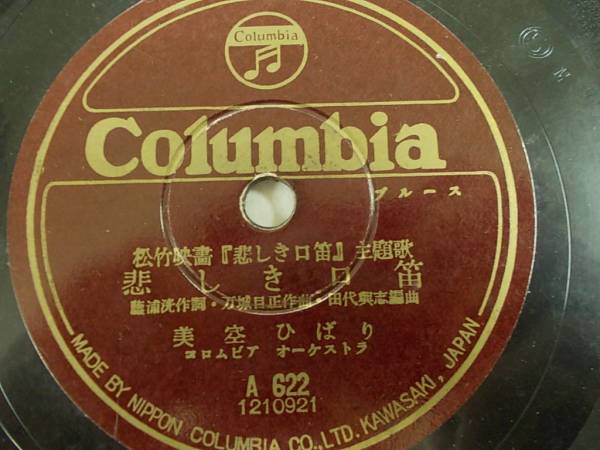 Columbia
Columbia
ブルース
松竹映畫『悲しき口笛』主題歌
悲しき口笛
藤浦洸作詞・万城目正作曲・田代與志編曲
美空ひばり
コロムビア オーケストラ
A 622
1210921
MADE BY NIPPON COLUMBIA CO., LTD. KAWASAKI, JAPAN
C M